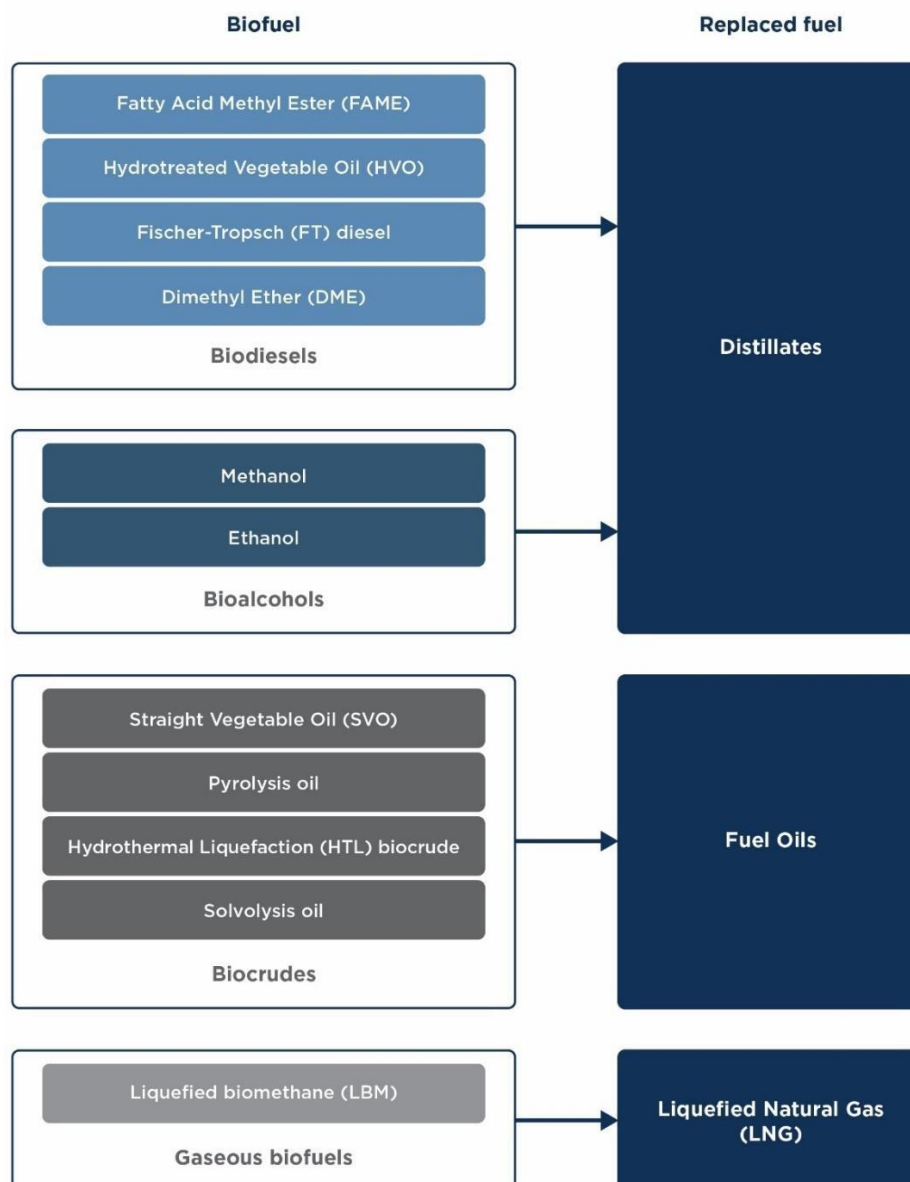 Biofuel
Replaced fuel
Fatty Acid Methyl Ester (FAME)
Hydrotreated Vegetable Oil (HVO)
Fischer-Tropsch (FT) diesel
Dimethyl Ether (DME)
Biodiesels
Distillates
Methanol
Ethanol
Bioalcohols
Straight Vegetable Oil (SVO)
Pyrolysis oil
Hydrothermal Liquefaction (HTL) biocrude
Solvolysis oil
Biocrudes
Fuel Oils
Liquefied biomethane (LBM)
Gaseous biofuels
Liquefied Natural Gas
(LNG)